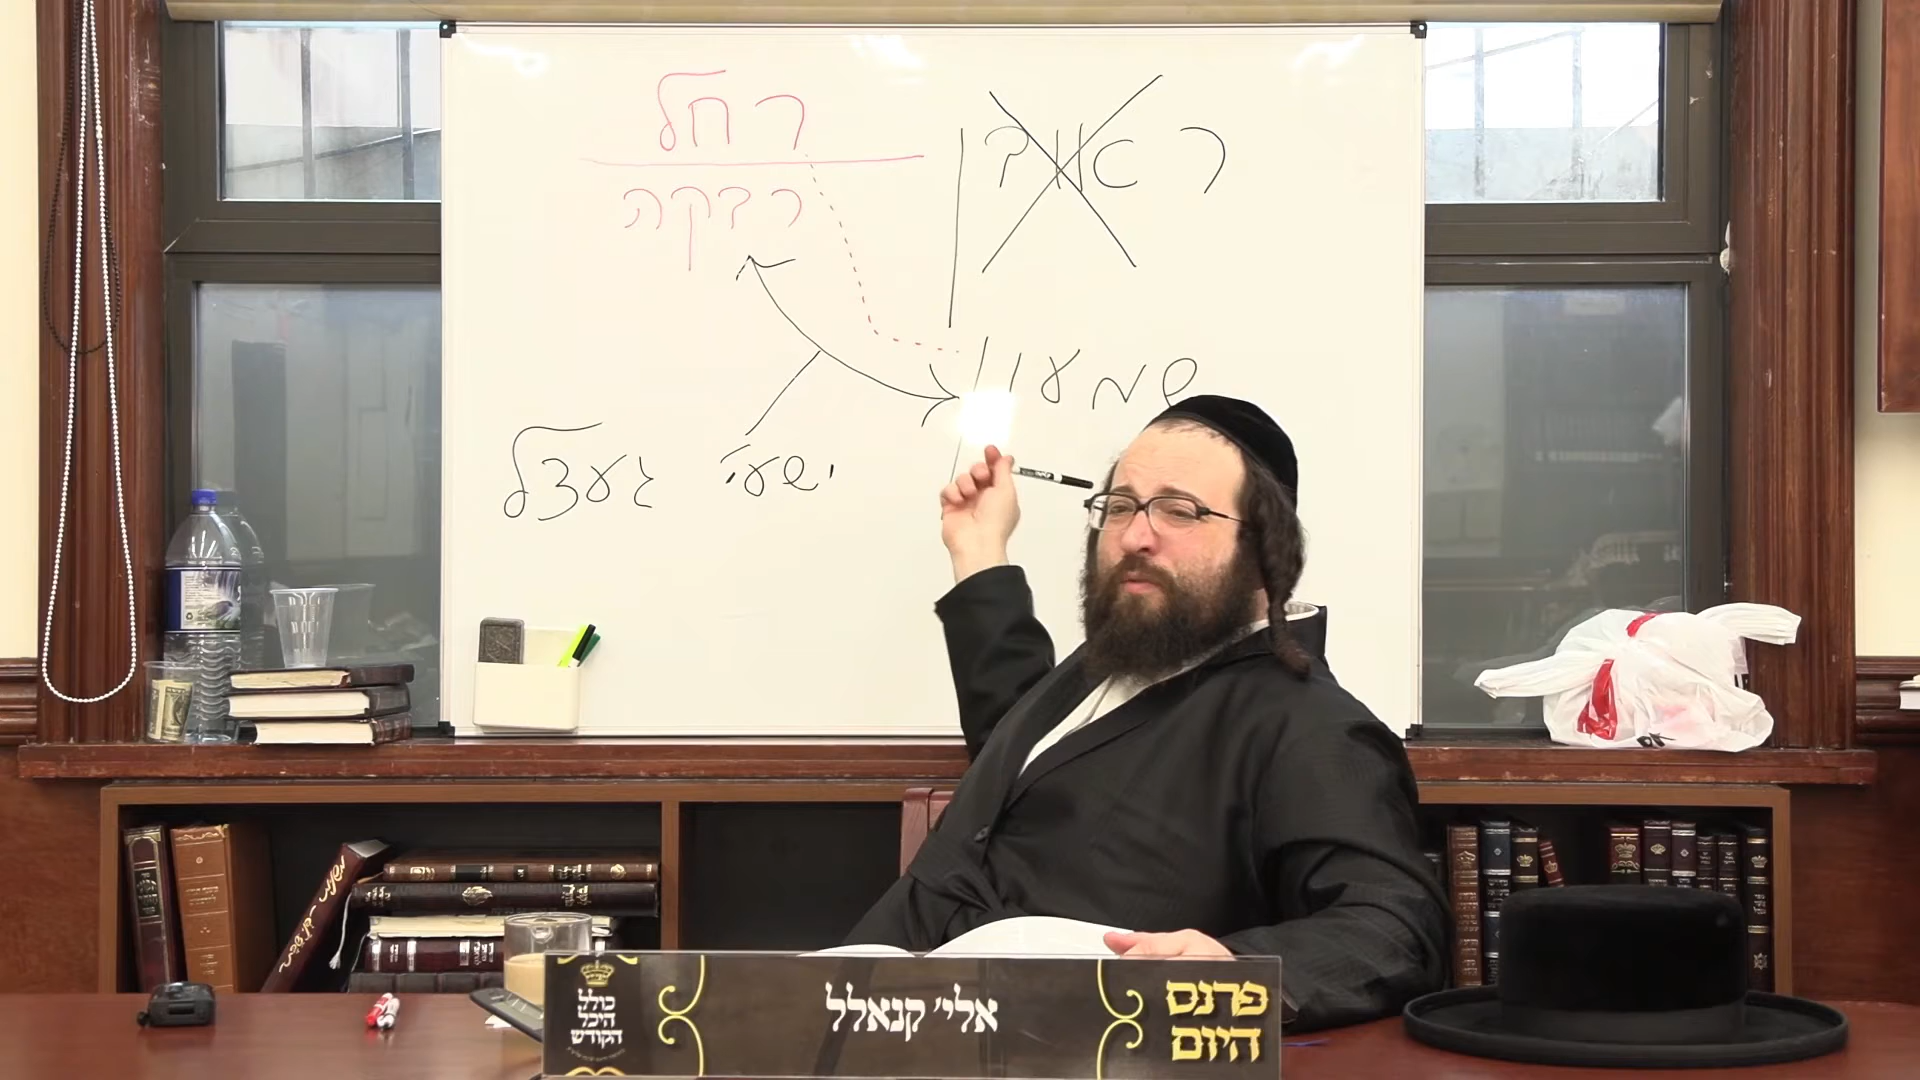 רחל
רבקה
ראובן
שמעון
ישעי' געצל
פרנס
היום
אלי' קנאלל
כולל
היכל
הקודש